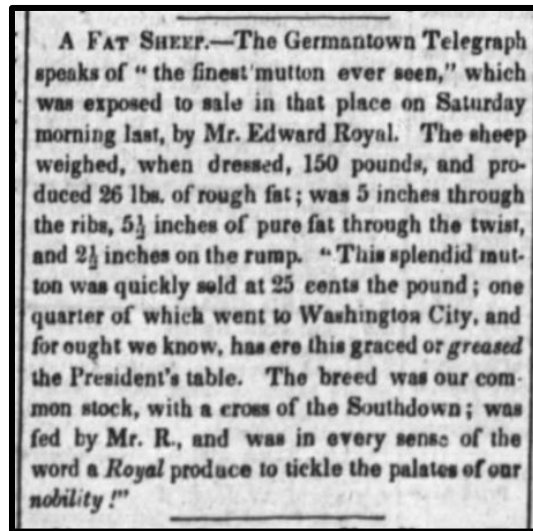 A FAT SHEEP.—The Germantown Telegraph
speaks of "the finest mutton ever seen," which
was exposed to sale in that place on Saturday
morning last, by Mr. Edward Royal. The sheep
weighed, when dressed, 150 pounds, and pro-
duced 26 lbs. of rough fat; was 5 inches through
the ribs, 5½ inches of pure fat through the twist,
and 2½ inches on the rump. "This splendid mut-
ton was quickly sold at 25 cents the pound; one
quarter of which went to Washington City, and
for ought we know, has ere this graced or greased
the President's table. The breed was our com-
mon stock, with a cross of the Southdown; was
fed by Mr. R., and was in every sense of the
word a Royal produce to tickle the palates of our
nobility!"